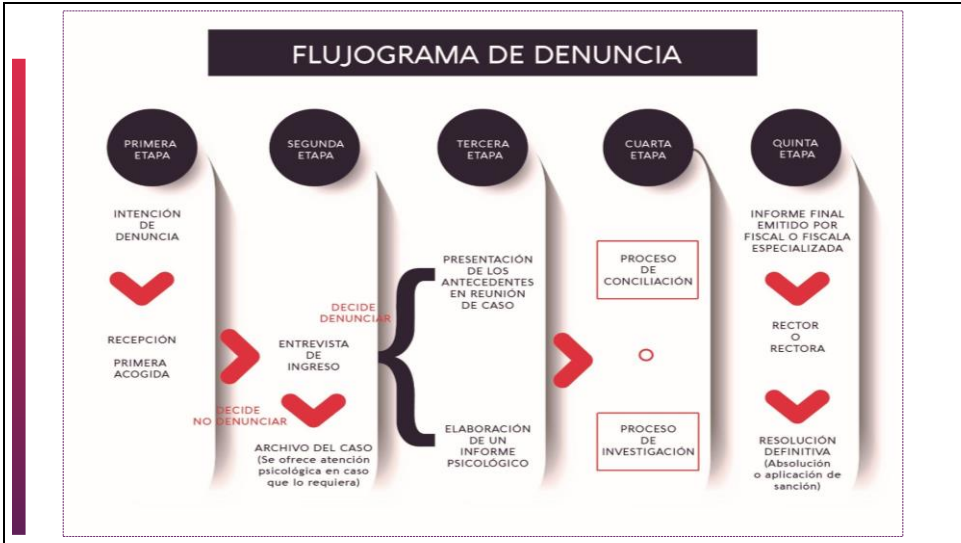 FLUJOGRAMA DE DENUNCIA
PRIMERA
ETAPA
INTENCIÓN
DE
DENUNCIA
RECEPCIÓN
PRIMERA
ACOGIDA
SEGUNDA
ETAPA
DECIDE
DENUNCIAR
ENTREVISTA
DE
INGRESO
DECIDE
NO DENUNCIAR
ARCHIVO DEL CASO
(Se ofrece atención
psicológica en caso
que lo requiera)
TERCERA
ETAPA
PRESENTACIÓN
DE LOS
ANTECEDENTES
EN REUNIÓN
DE CASO
ELABORACIÓN
DE UN
INFORME
PSICOLÓGICO
CUARTA
ETAPA
PROCESO
DE
CONCILIACIÓN
O
PROCESO
DE
INVESTIGACIÓN
QUINTA
ETAPA
INFORME FINAL
EMITIDO POR
FISCAL O FISCALA
ESPECIALIZADA
RECTOR
O
RECTORA
RESOLUCIÓN
DEFINITIVA
(Absolución
o aplicación de
sanción)